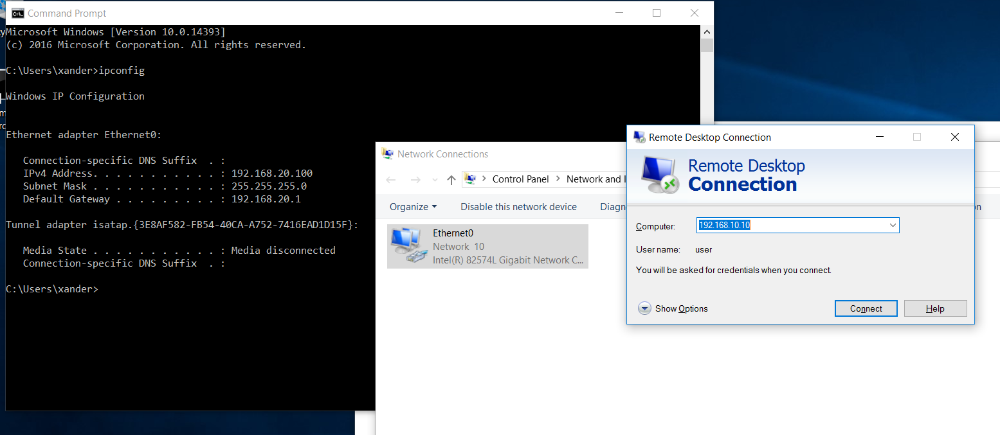 Command Prompt
Microsoft Windows [Version 10.0.14393]
(c) 2016 Microsoft Corporation. All rights reserved.
C:\Users\xander>ipconfig
Windows IP Configuration
Ethernet adapter Ethernet0:
Connection-specific DNS Suffix . :
IPv4 Address. . . . . . . . . . . : 192.168.20.100
Subnet Mask . . . . . . . . . . . : 255.255.255.0
Default Gateway . . . . . . . . . : 192.168.20.1
Tunnel adapter isatap.{3E8AF582-FB54-40CA-A752-7416EAD1D15F}:
Media State . . . . . . . . . . . : Media disconnected
Connection-specific DNS Suffix . :
C:\Users\xander>
Network Connections
Control Panel > Network and I
Organize Disable this network device Diagn
Ethernet0
Network 10
Intel(R) 82574L Gigabit Network C...
Remote Desktop Connection
Remote Desktop
Connection
Computer: 192.168.10.10
User name: user
You will be asked for credentials when you connect.
Show Options Connect Help